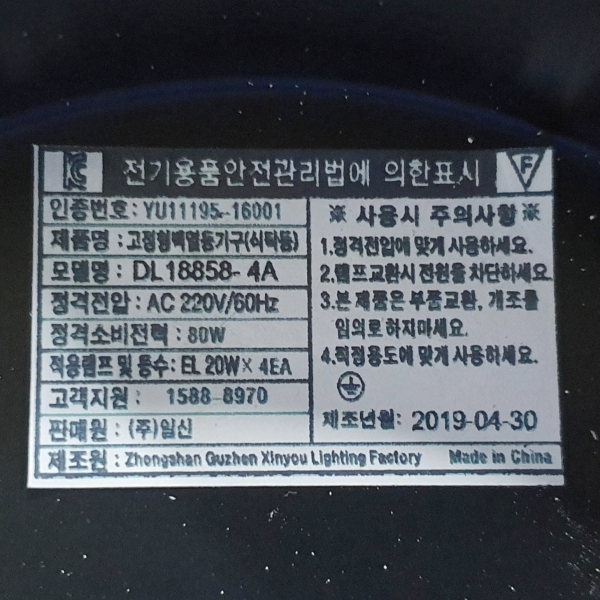 전기용품안전관리법에 의한표시
F
인증번호: YU11195-16001
제품명: 고정형백열등기구(식탁등)
모델명: DL18858-4A
정격전압: AC 220V/60Hz
정격소비전력: 80W
적용램프 및 등수: EL 20W× 4EA
고객지원: 1588-8970
판매원: (주)일신
※ 사용시 주의사항 ※
1.정격전압에 맞게 사용하세요.
2.램프교환시 전원을 차단하세요.
3.본 제품은 부품교환, 개조를
임의로 하지마세요.
4.적정용도에 맞게 사용하세요.
제조년월: 2019-04-30
제조원: Zhongshan Guzhen Xinyou Lighting Factory Made in China